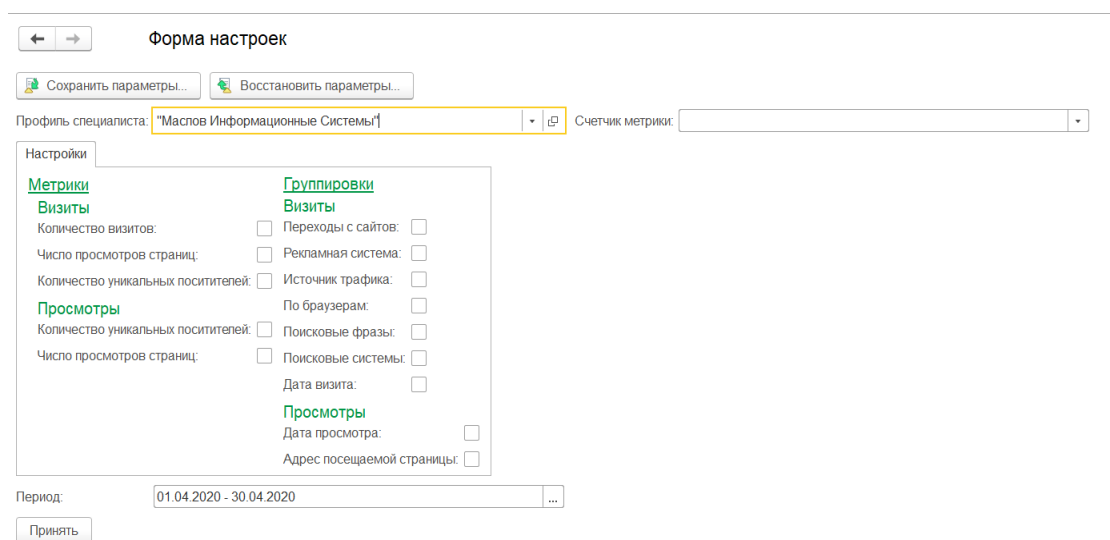 Форма настроек
Сохранить параметры... Восстановить параметры...
Профиль специалиста: "Маслов Информационные Системы" Счетчик метрики:
Настройки
Метрики
Визиты
Количество визитов:
Число просмотров страниц:
Количество уникальных поситителей:
Просмотры
Количество уникальных поситителей:
Число просмотров страниц:
Группировки
Визиты
Переходы с сайтов:
Рекламная система:
Источник трафика:
По браузерам:
Поисковые фразы:
Поисковые системы:
Дата визита:
Просмотры
Дата просмотра:
Адрес посещаемой страницы:
Период: 01.04.2020 - 30.04.2020 ...
Принять